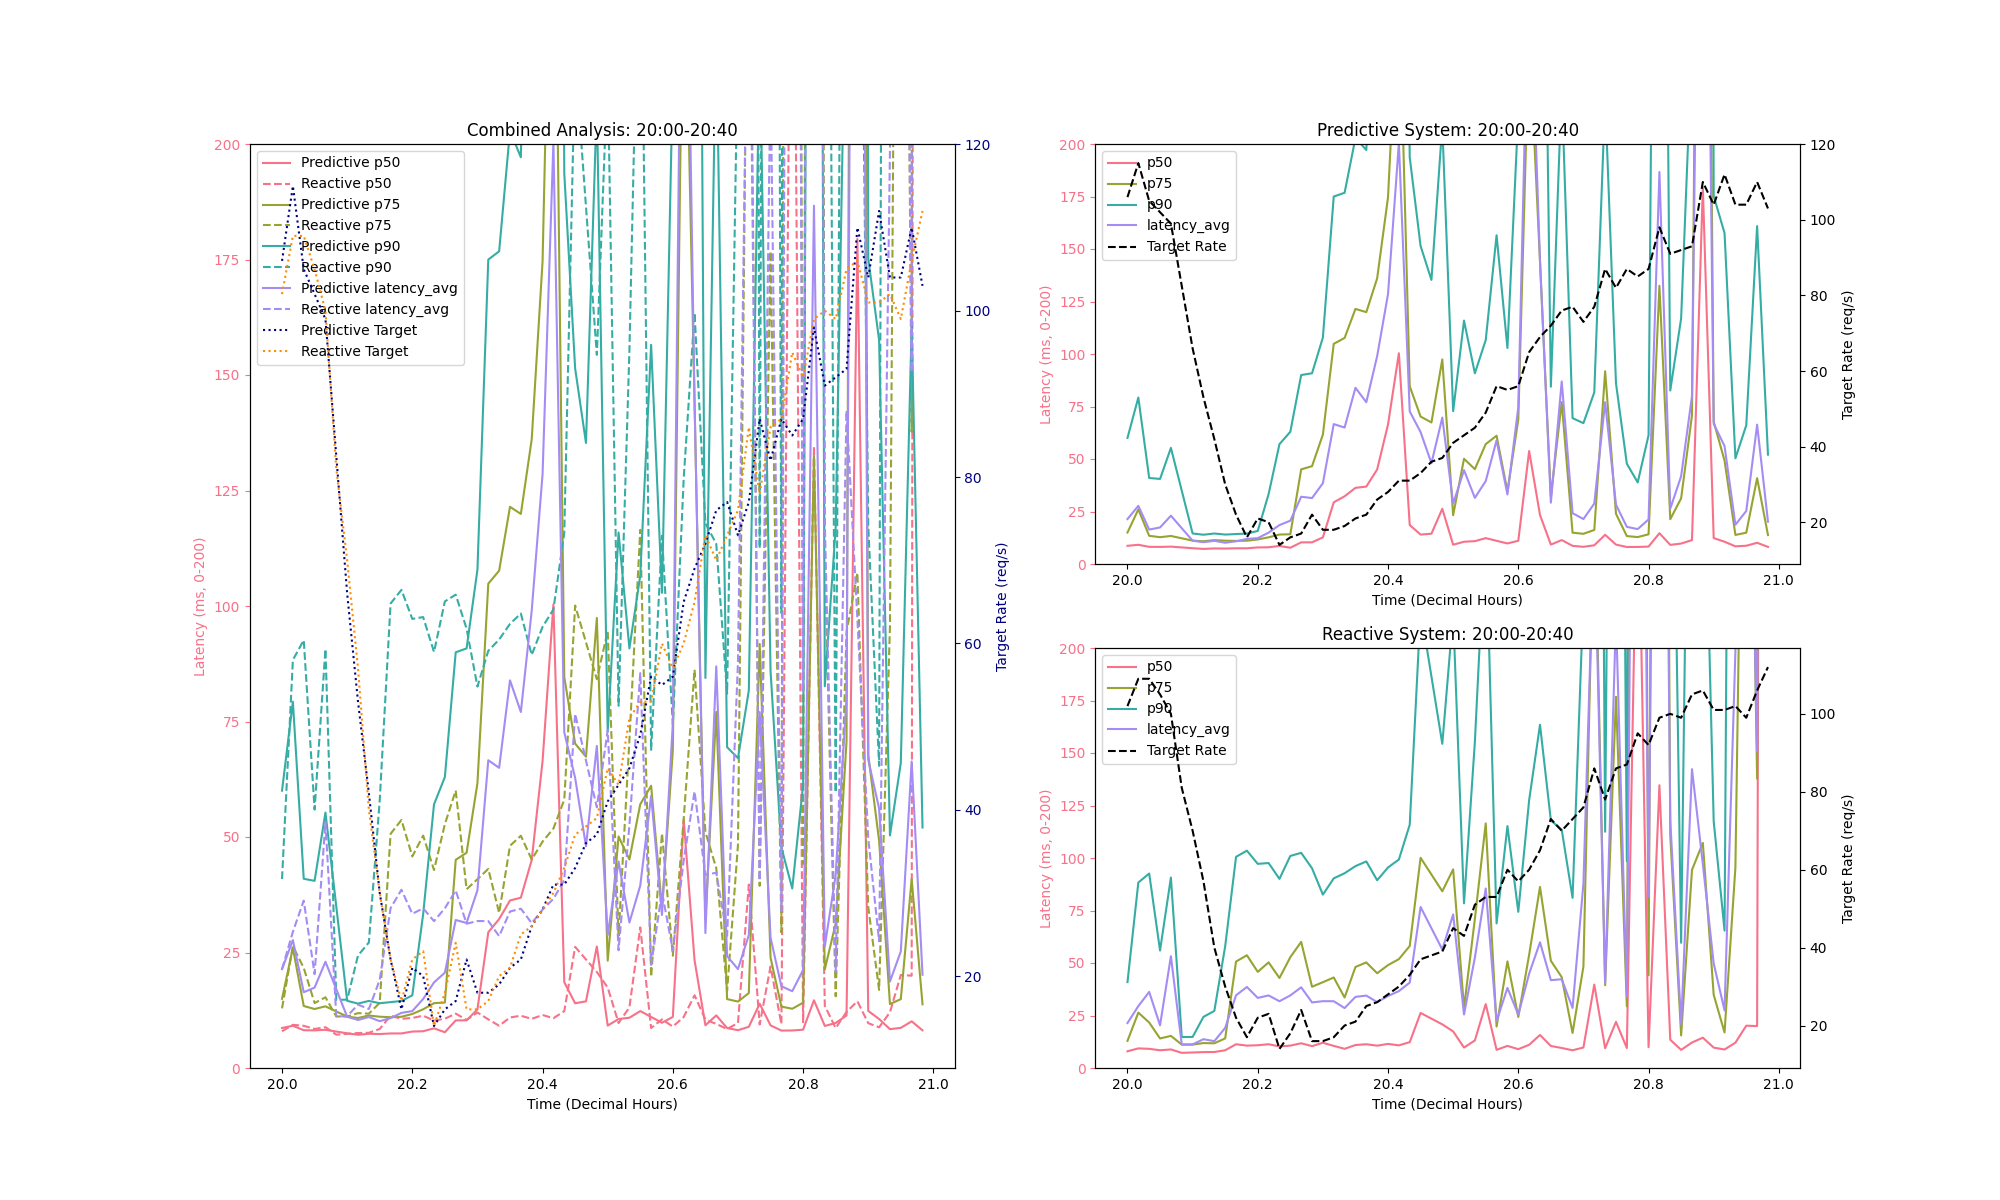 Combined Analysis: 20:00-20:40
Predictive p50
Reactive p50
Predictive p75
Reactive p75
Predictive p90
Reactive p90
Predictive latency_avg
Reactive latency_avg
Predictive Target
Reactive Target
Latency (ms, 0-200)
200
175
150
125
100
75
50
25
0
120
100
80
60
40
20
Target Rate (req/s)
20.0 20.2 20.4 20.6 20.8 21.0
Time (Decimal Hours)
Predictive System: 20:00-20:40
p50
p75
p90
latency_avg
Target Rate
Latency (ms, 0-200)
200
175
150
125
100
75
50
25
0
120
100
80
60
40
20
Target Rate (req/s)
20.0 20.2 20.4 20.6 20.8 21.0
Time (Decimal Hours)
Reactive System: 20:00-20:40
p50
p75
p90
latency_avg
Target Rate
Latency (ms, 0-200)
200
175
150
125
100
75
50
25
0
100
80
60
40
20
Target Rate (req/s)
20.0 20.2 20.4 20.6 20.8 21.0
Time (Decimal Hours)